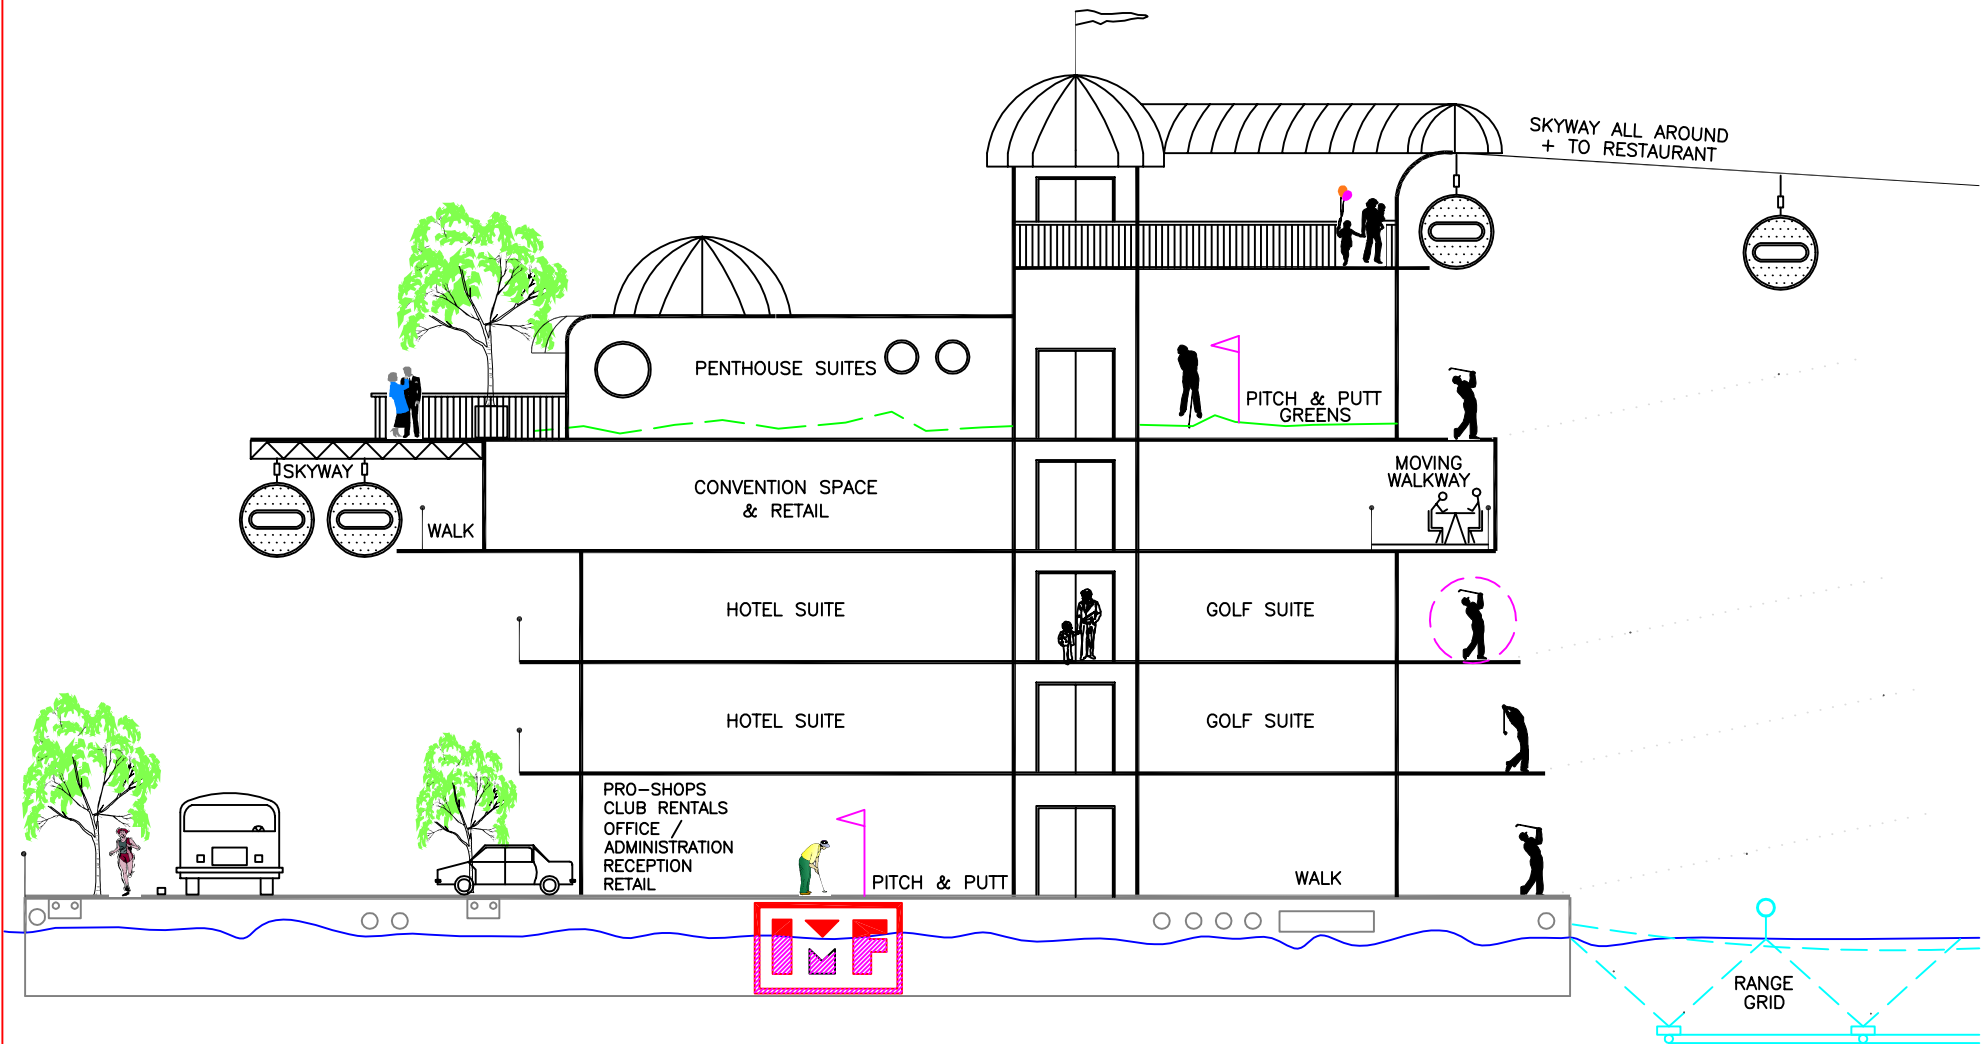 SKYWAY ALL AROUND
+ TO RESTAURANT
PENTHOUSE SUITES
PITCH & PUTT
GREENS
SKYWAY
WALK
CONVENTION SPACE
& RETAIL
MOVING
WALKWAY
HOTEL SUITE
GOLF SUITE
HOTEL SUITE
GOLF SUITE
PRO-SHOPS
CLUB RENTALS
OFFICE /
ADMINISTRATION
RECEPTION
RETAIL
PITCH & PUTT
WALK
IMF
RANGE
GRID